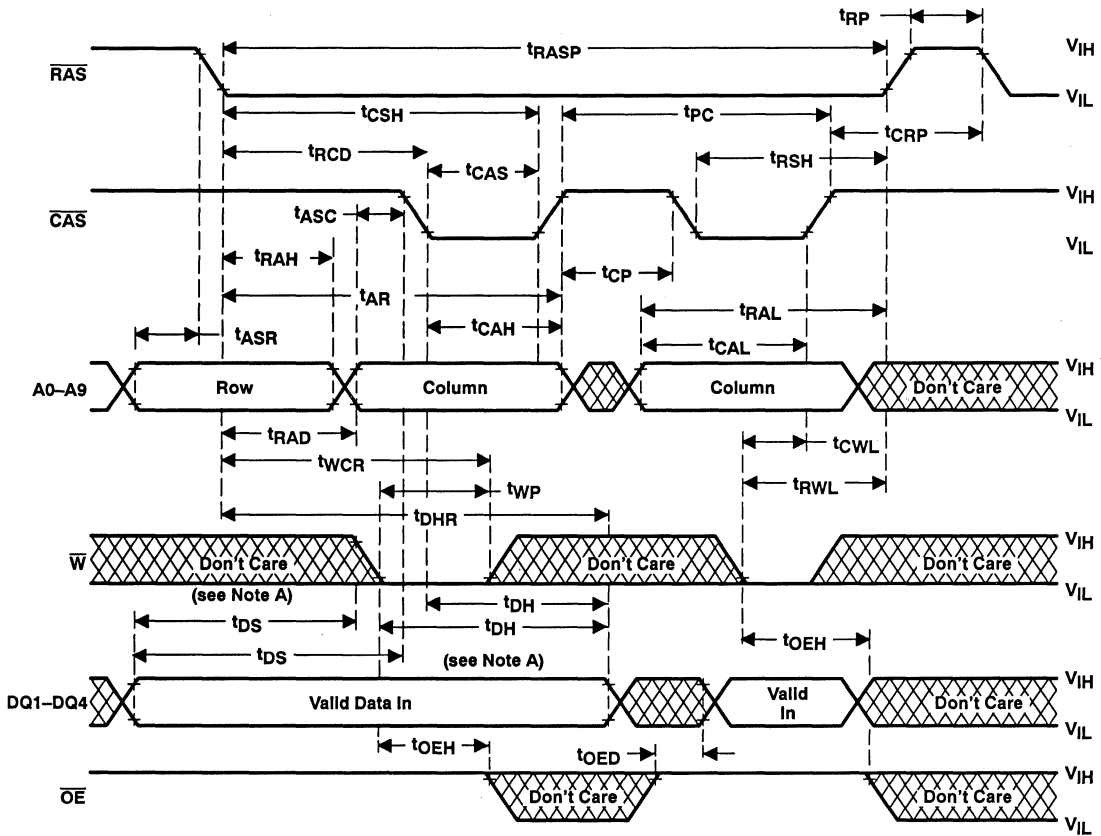 tRP
tRASP
VIH
RAS
VIL
tCSH
tPC
tCRP
tRCD
tRSH
tCAS
VIH
CAS
tASC
VIL
tRAH
tCP
tAR
tRAL
tCAH
tASR
tCAL
VIH
A0–A9
Row
Column
Column
Don't Care
VIL
tRAD
tCWL
tWCR
tWP
tRWL
tDHR
VIH
W
Don't Care
Don't Care
Don't Care
VIL
(see Note A)
tDH
tDS
tDH
tOEH
tDS
(see Note A)
VIH
DQ1–DQ4
Valid Data In
Valid
In
Don't Care
VIL
tOEH
tOED
VIH
OE
Don't Care
Don't Care
VIL